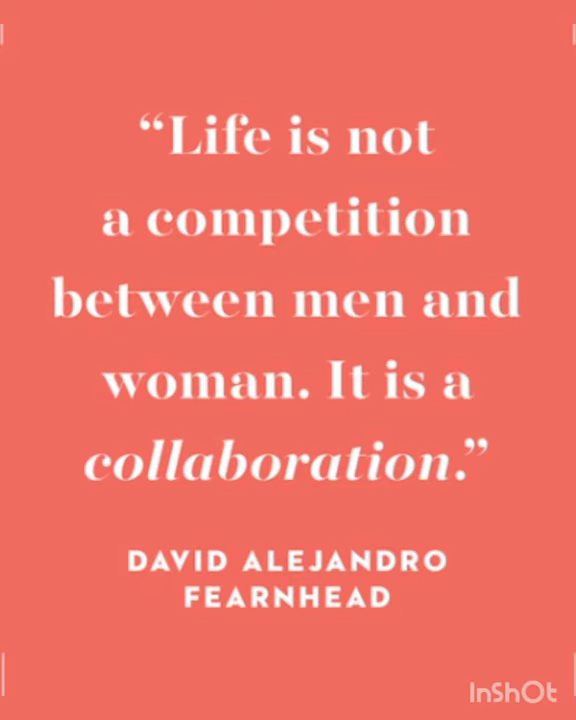 “Life is not
a competition
between men and
woman. It is a
collaboration.”
DAVID ALEJANDRO
FEARNHEAD
InShOt